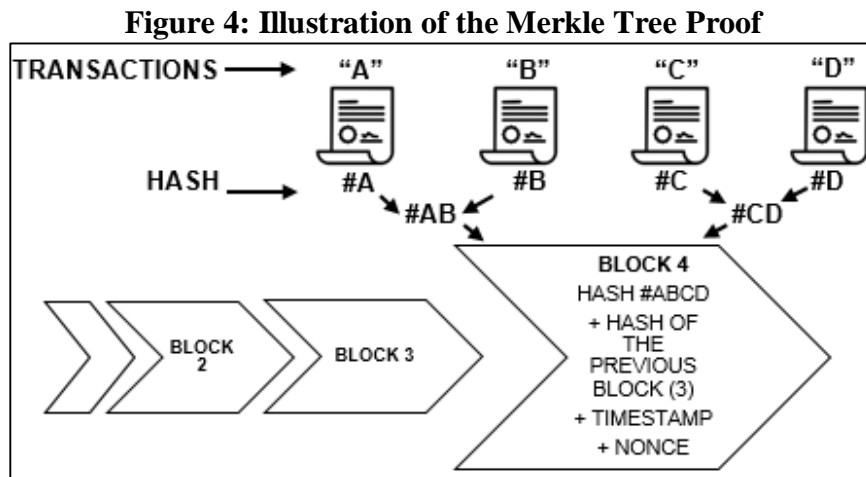 Figure 4: Illustration of the Merkle Tree Proof
TRANSACTIONS
“A”
“B”
“C”
“D”
HASH
#A
#B
#C
#D
#AB
#CD
BLOCK
2
BLOCK 3
BLOCK 4
HASH #ABCD
+ HASH OF
THE
PREVIOUS
BLOCK (3)
+ TIMESTAMP
+ NONCE